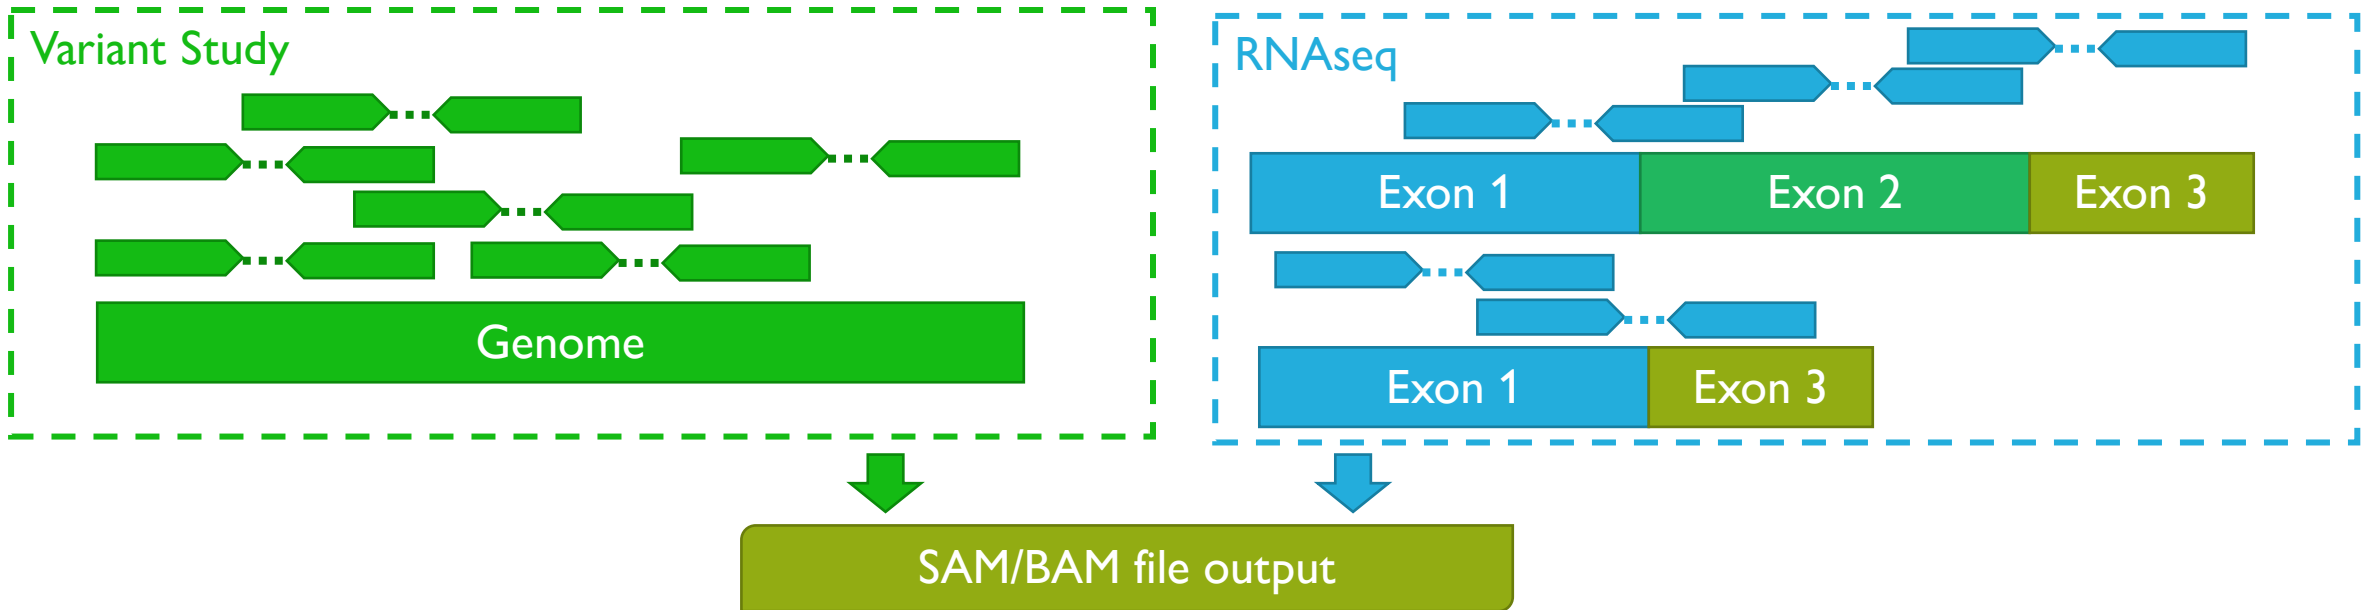 Variant Study
Genome
RNAseq
Exon 1
Exon 2
Exon 3
Exon 1
Exon 3
SAM/BAM file output